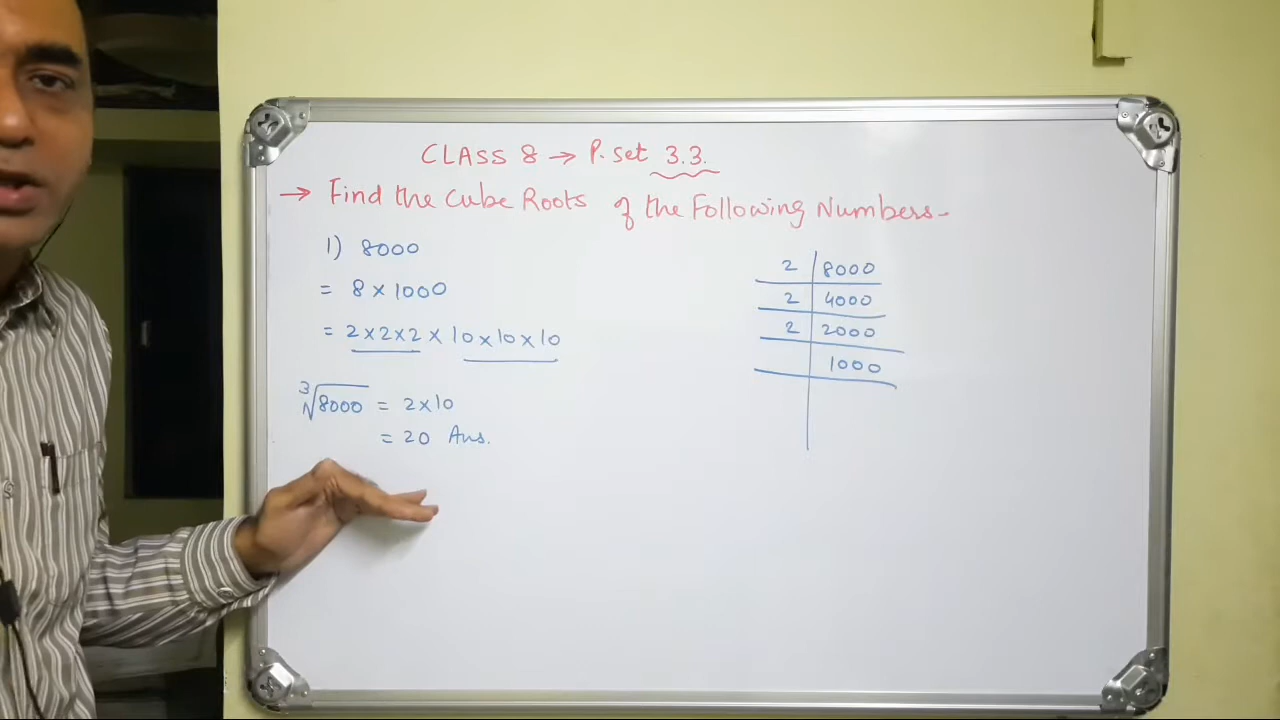 CLASS 8 → P. Set 3.3.
→ Find the Cube Roots of the Following Numbers-
1) 8000
= 8 × 1000
= 2 × 2 × 2 × 10 × 10 × 10
∛8000 = 2 × 10
= 20 Ans.
2 | 8000
2 | 4000
2 | 2000
| 1000